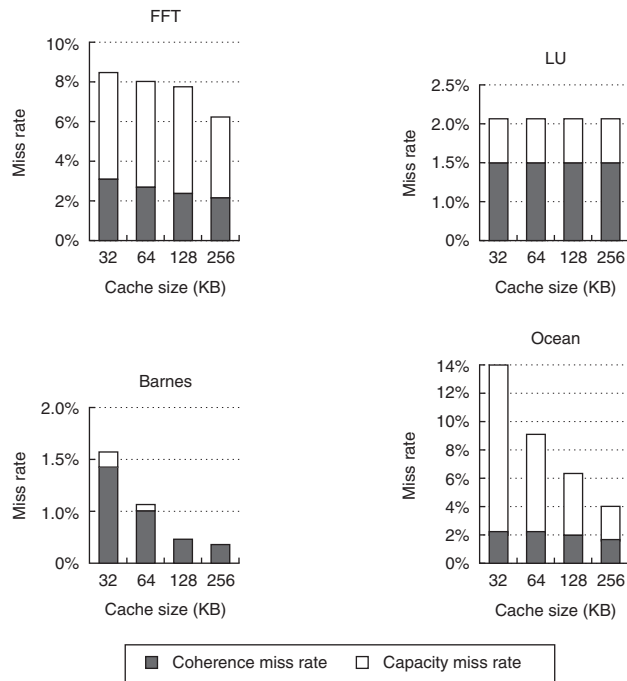 FFT
10%
8%
6%
4%
2%
0%
Miss rate
32 64 128 256
Cache size (KB)
LU
2.5%
2.0%
1.5%
1.0%
0%
Miss rate
32 64 128 256
Cache size (KB)
Barnes
2.0%
1.5%
1.0%
0%
Miss rate
32 64 128 256
Cache size (KB)
Ocean
14%
12%
10%
8%
6%
4%
2%
0%
Miss rate
32 64 128 256
Cache size (KB)
Coherence miss rate Capacity miss rate